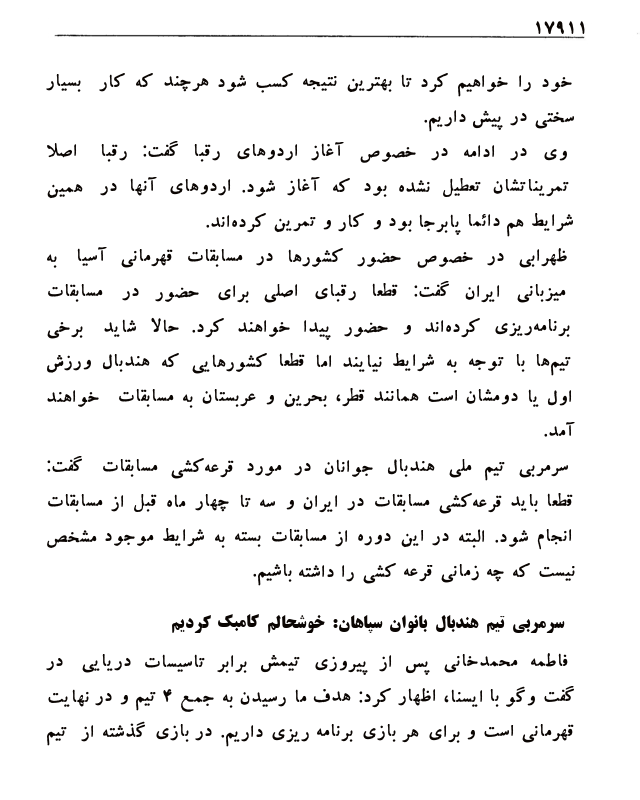 ۱۷۹۱۱
خود را خواهیم کرد تا بهترین نتیجه کسب شود هرچند که کار بسیار
سختی در پیش داریم.
وی در ادامه در خصوص آغاز اردوهای رقبا گفت: رقبا اصلا
تمریناتشان تعطیل نشده بود که آغاز شود. اردوهای آنها در همین
شرایط هم دائما پابرجا بود و کار و تمرین کرده‌اند.
ظهرابی در خصوص حضور کشورها در مسابقات قهرمانی آسیا به
میزبانی ایران گفت: قطعا رقبای اصلی برای حضور در مسابقات
برنامه‌ریزی کرده‌اند و حضور پیدا خواهند کرد. حالا شاید برخی
تیم‌ها با توجه به شرایط نیایند اما قطعا کشورهایی که هندبال ورزش
اول یا دومشان است همانند قطر، بحرین و عربستان به مسابقات خواهند
آمد.
سرمربی تیم ملی هندبال جوانان در مورد قرعه‌کشی مسابقات گفت:
قطعا باید قرعه‌کشی مسابقات در ایران و سه تا چهار ماه قبل از مسابقات
انجام شود. البته در این دوره از مسابقات بسته به شرایط موجود مشخص
نیست که چه زمانی قرعه کشی را داشته باشیم.
سرمربی تیم هندبال بانوان سپاهان: خوشحالم کامبک کردیم
فاطمه محمدخانی پس از پیروزی تیمش برابر تاسیسات دریایی در
گفت وگو با ایسنا، اظهار کرد: هدف ما رسیدن به جمع ۴ تیم و در نهایت
قهرمانی است و برای هر بازی برنامه ریزی داریم. در بازی گذشته از تیم